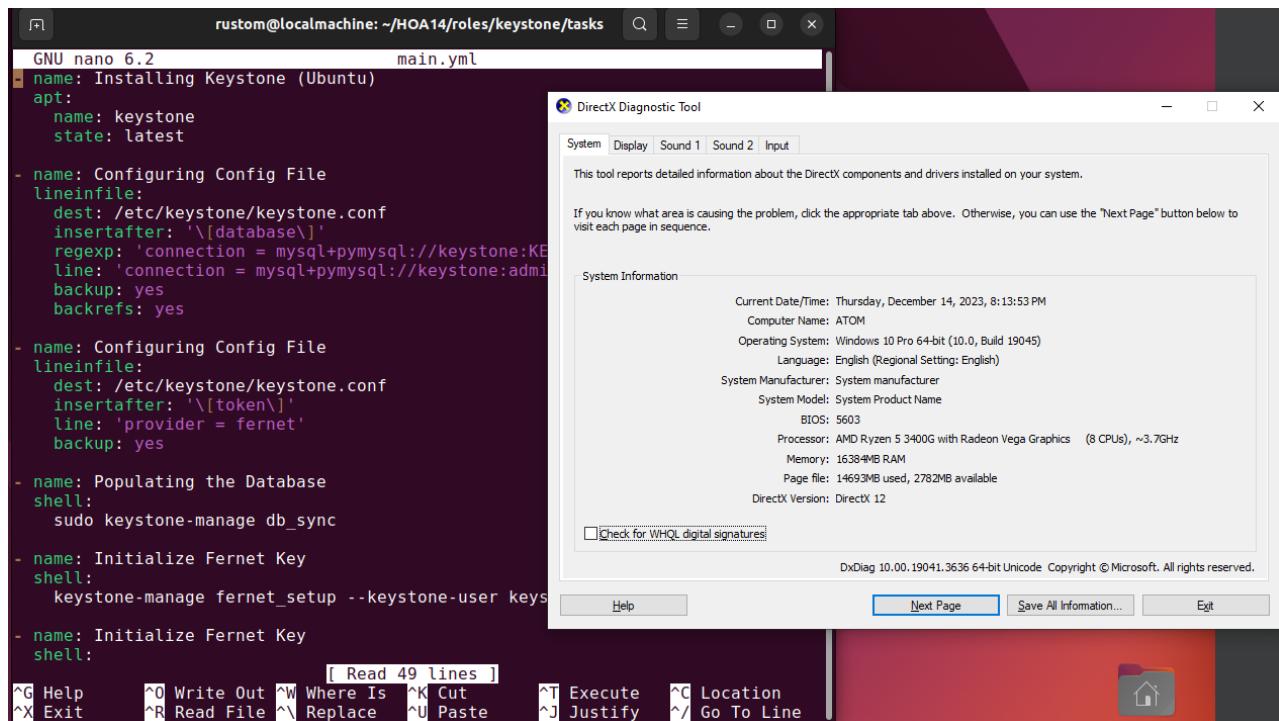 rustom@localmachine: ~/HOA14/roles/keystone/tasks
GNU nano 6.2 main.yml
- name: Installing Keystone (Ubuntu)
apt:
name: keystone
state: latest
- name: Configuring Config File
lineinfile:
dest: /etc/keystone/keystone.conf
insertafter: '\[database\]'
regexp: 'connection = mysql+pymysql://keystone:KE
line: 'connection = mysql+pymysql://keystone:admi
backup: yes
backrefs: yes
- name: Configuring Config File
lineinfile:
dest: /etc/keystone/keystone.conf
insertafter: '\[token\]'
line: 'provider = fernet'
backup: yes
- name: Populating the Database
shell:
sudo keystone-manage db_sync
- name: Initialize Fernet Key
shell:
keystone-manage fernet_setup --keystone-user keys
- name: Initialize Fernet Key
shell:
[ Read 49 lines ]
^G Help ^O Write Out ^W Where Is ^K Cut ^T Execute ^C Location
^X Exit ^R Read File ^\ Replace ^U Paste ^J Justify ^/ Go To Line
DirectX Diagnostic Tool
System Display Sound 1 Sound 2 Input
This tool reports detailed information about the DirectX components and drivers installed on your system.
If you know what area is causing the problem, click the appropriate tab above. Otherwise, you can use the "Next Page" button below to
visit each page in sequence.
System Information
Current Date/Time: Thursday, December 14, 2023, 8:13:53 PM
Computer Name: ATOM
Operating System: Windows 10 Pro 64-bit (10.0, Build 19045)
Language: English (Regional Setting: English)
System Manufacturer: System manufacturer
System Model: System Product Name
BIOS: 5603
Processor: AMD Ryzen 5 3400G with Radeon Vega Graphics (8 CPUs), ~3.7GHz
Memory: 16384MB RAM
Page file: 14693MB used, 2782MB available
DirectX Version: DirectX 12
Check for WHQL digital signatures
DxDiag 10.00.19041.3636 64-bit Unicode Copyright © Microsoft. All rights reserved.
Help Next Page Save All Information... Exit